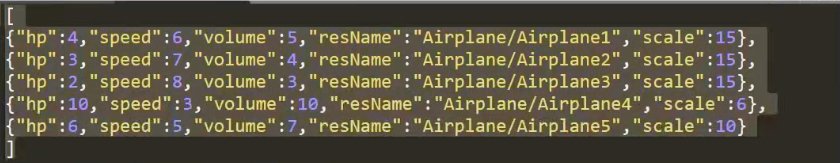 [
{"hp":4,"speed":6,"volume":5,"resName":"Airplane/Airplane1","scale":15},
{"hp":3,"speed":7,"volume":4,"resName":"Airplane/Airplane2","scale":15},
{"hp":2,"speed":8,"volume":3,"resName":"Airplane/Airplane3","scale":15},
{"hp":10,"speed":3,"volume":10,"resName":"Airplane/Airplane4","scale":6},
{"hp":6,"speed":5,"volume":7,"resName":"Airplane/Airplane5","scale":10}
]